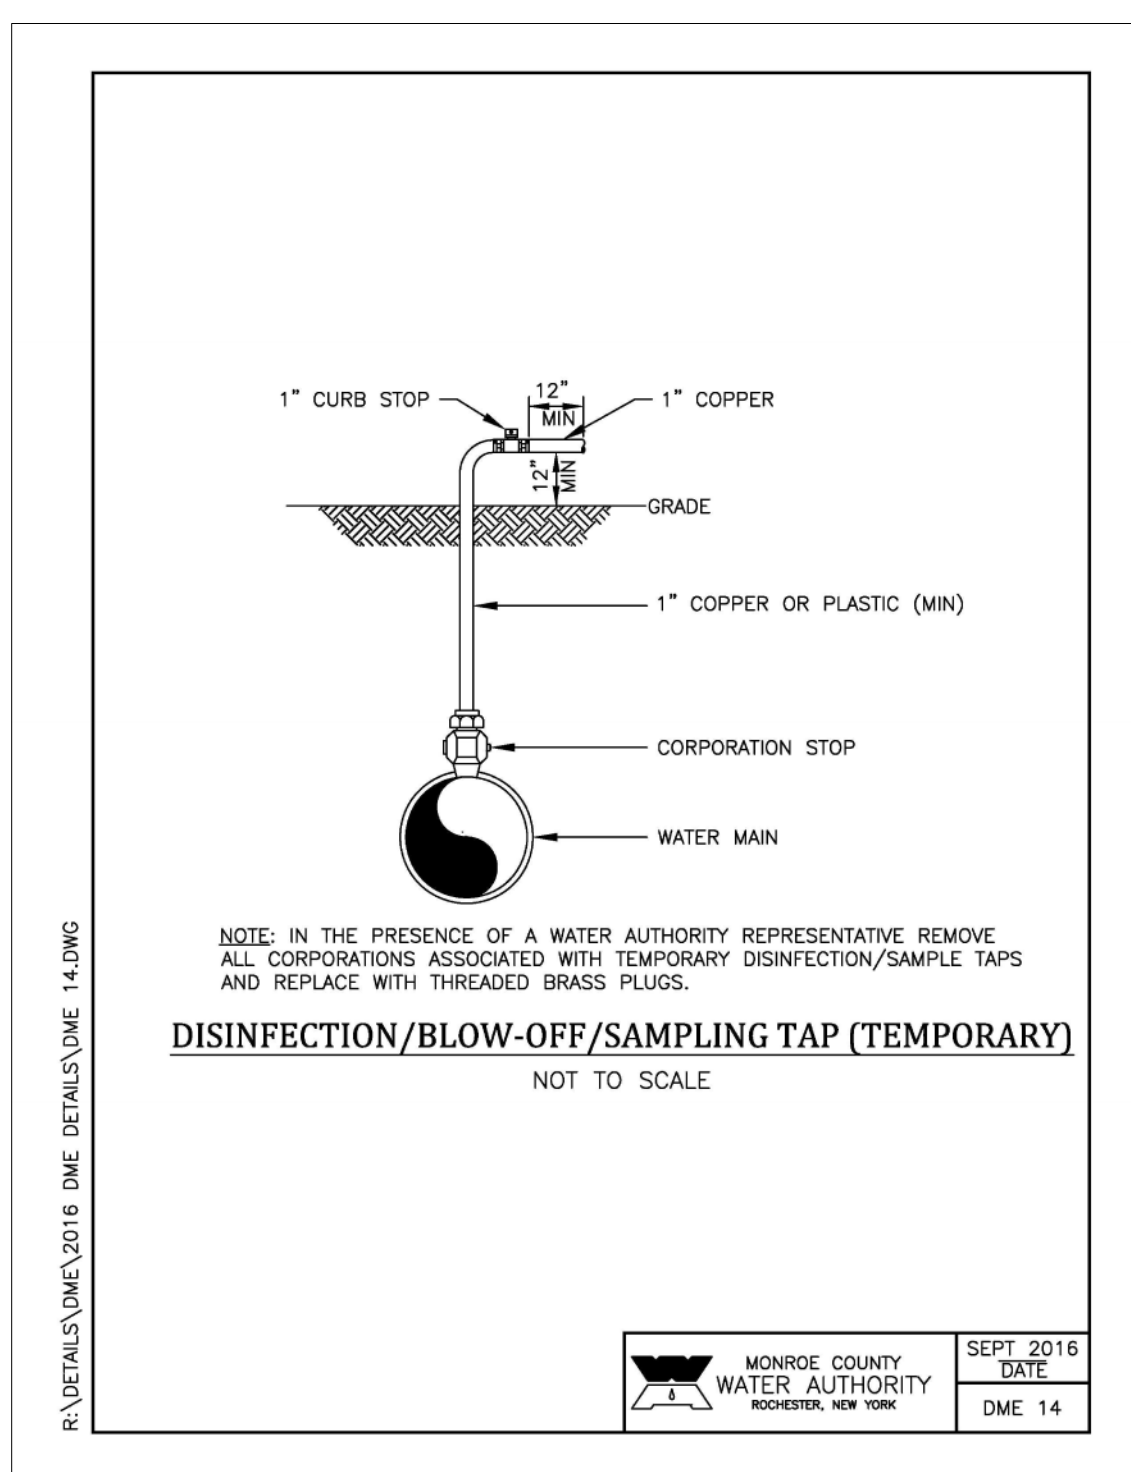 1" CURB STOP
12"
MIN
1" COPPER
12"
MIN
GRADE
1" COPPER OR PLASTIC (MIN)
CORPORATION STOP
WATER MAIN
NOTE: IN THE PRESENCE OF A WATER AUTHORITY REPRESENTATIVE REMOVE
ALL CORPORATIONS ASSOCIATED WITH TEMPORARY DISINFECTION/SAMPLE TAPS
AND REPLACE WITH THREADED BRASS PLUGS.
DISINFECTION/BLOW-OFF/SAMPLING TAP (TEMPORARY)
NOT TO SCALE
R:\DETAILS\DME\2016 DME DETAILS\DME 14.DWG
MONROE COUNTY
WATER AUTHORITY
ROCHESTER, NEW YORK
SEPT 2016
DATE
DME 14